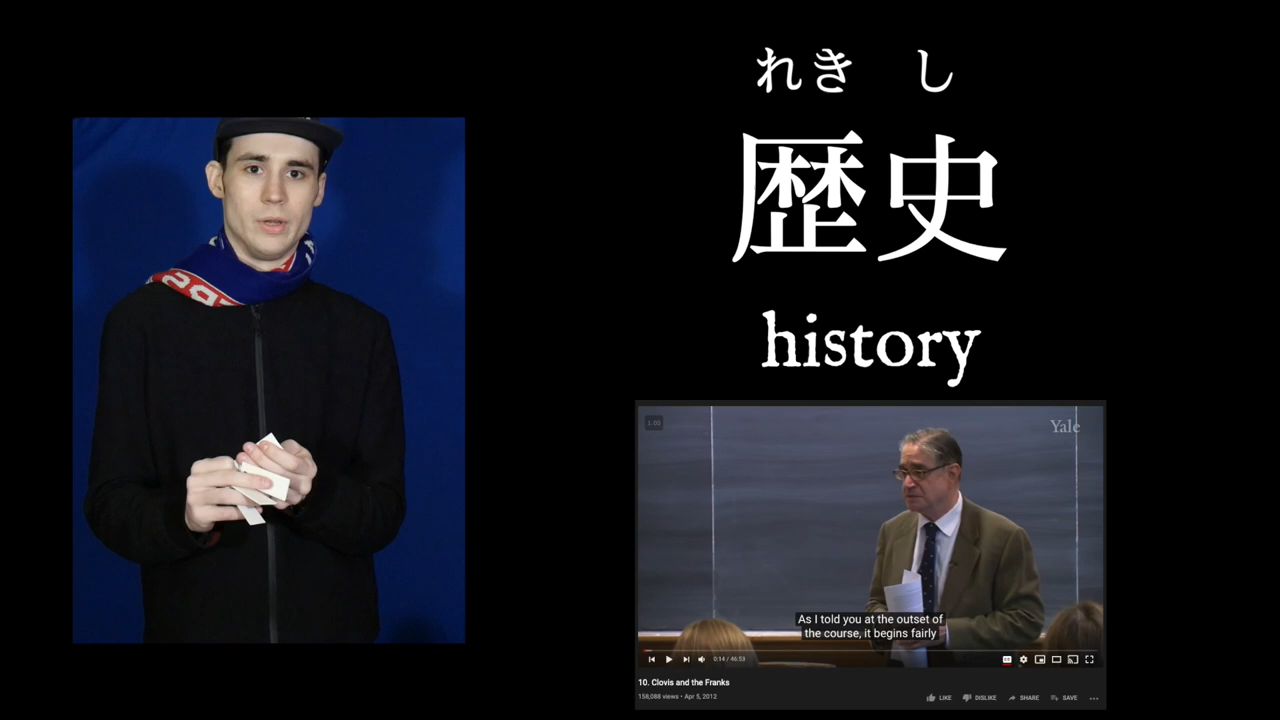 れき し
歴史
history
1.00
Yale
As I told you at the outset of
the course, it begins fairly
0:14 / 46:53
10. Clovis and the Franks
158,088 views • Apr 5, 2012
LIKE DISLIKE SHARE SAVE